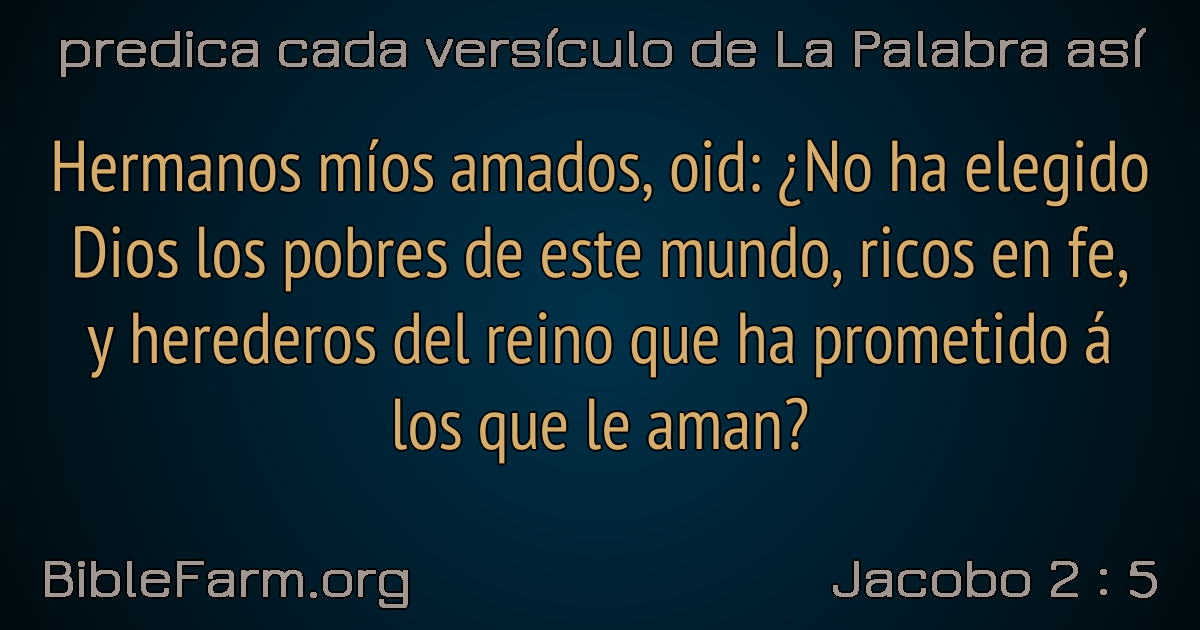 predica cada versículo de La Palabra así
Hermanos míos amados, oid: ¿No ha elegido
Dios los pobres de este mundo, ricos en fe,
y herederos del reino que ha prometido á
los que le aman?
BibleFarm.org
Jacobo 2 : 5